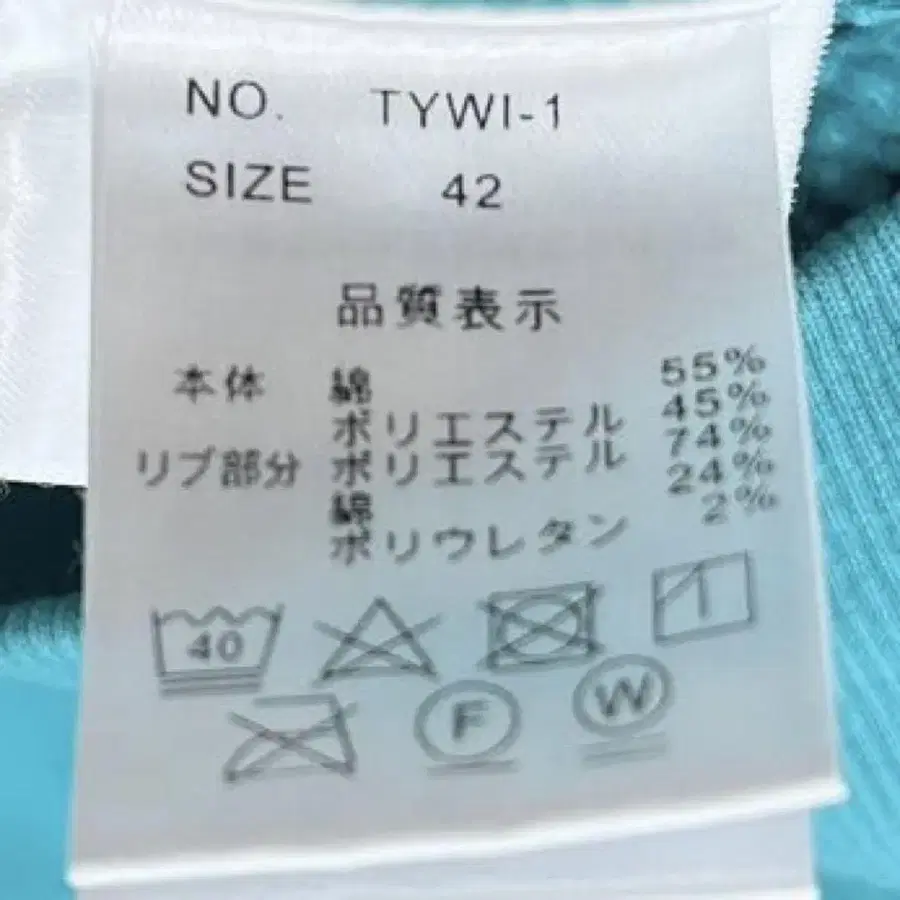 NO. TYWI-1
SIZE 42
品質表示
本体 綿 55%
ポリエステル 45%
リブ部分 ポリエステル 74%
綿 24%
ポリウレタン 2%
40
F W